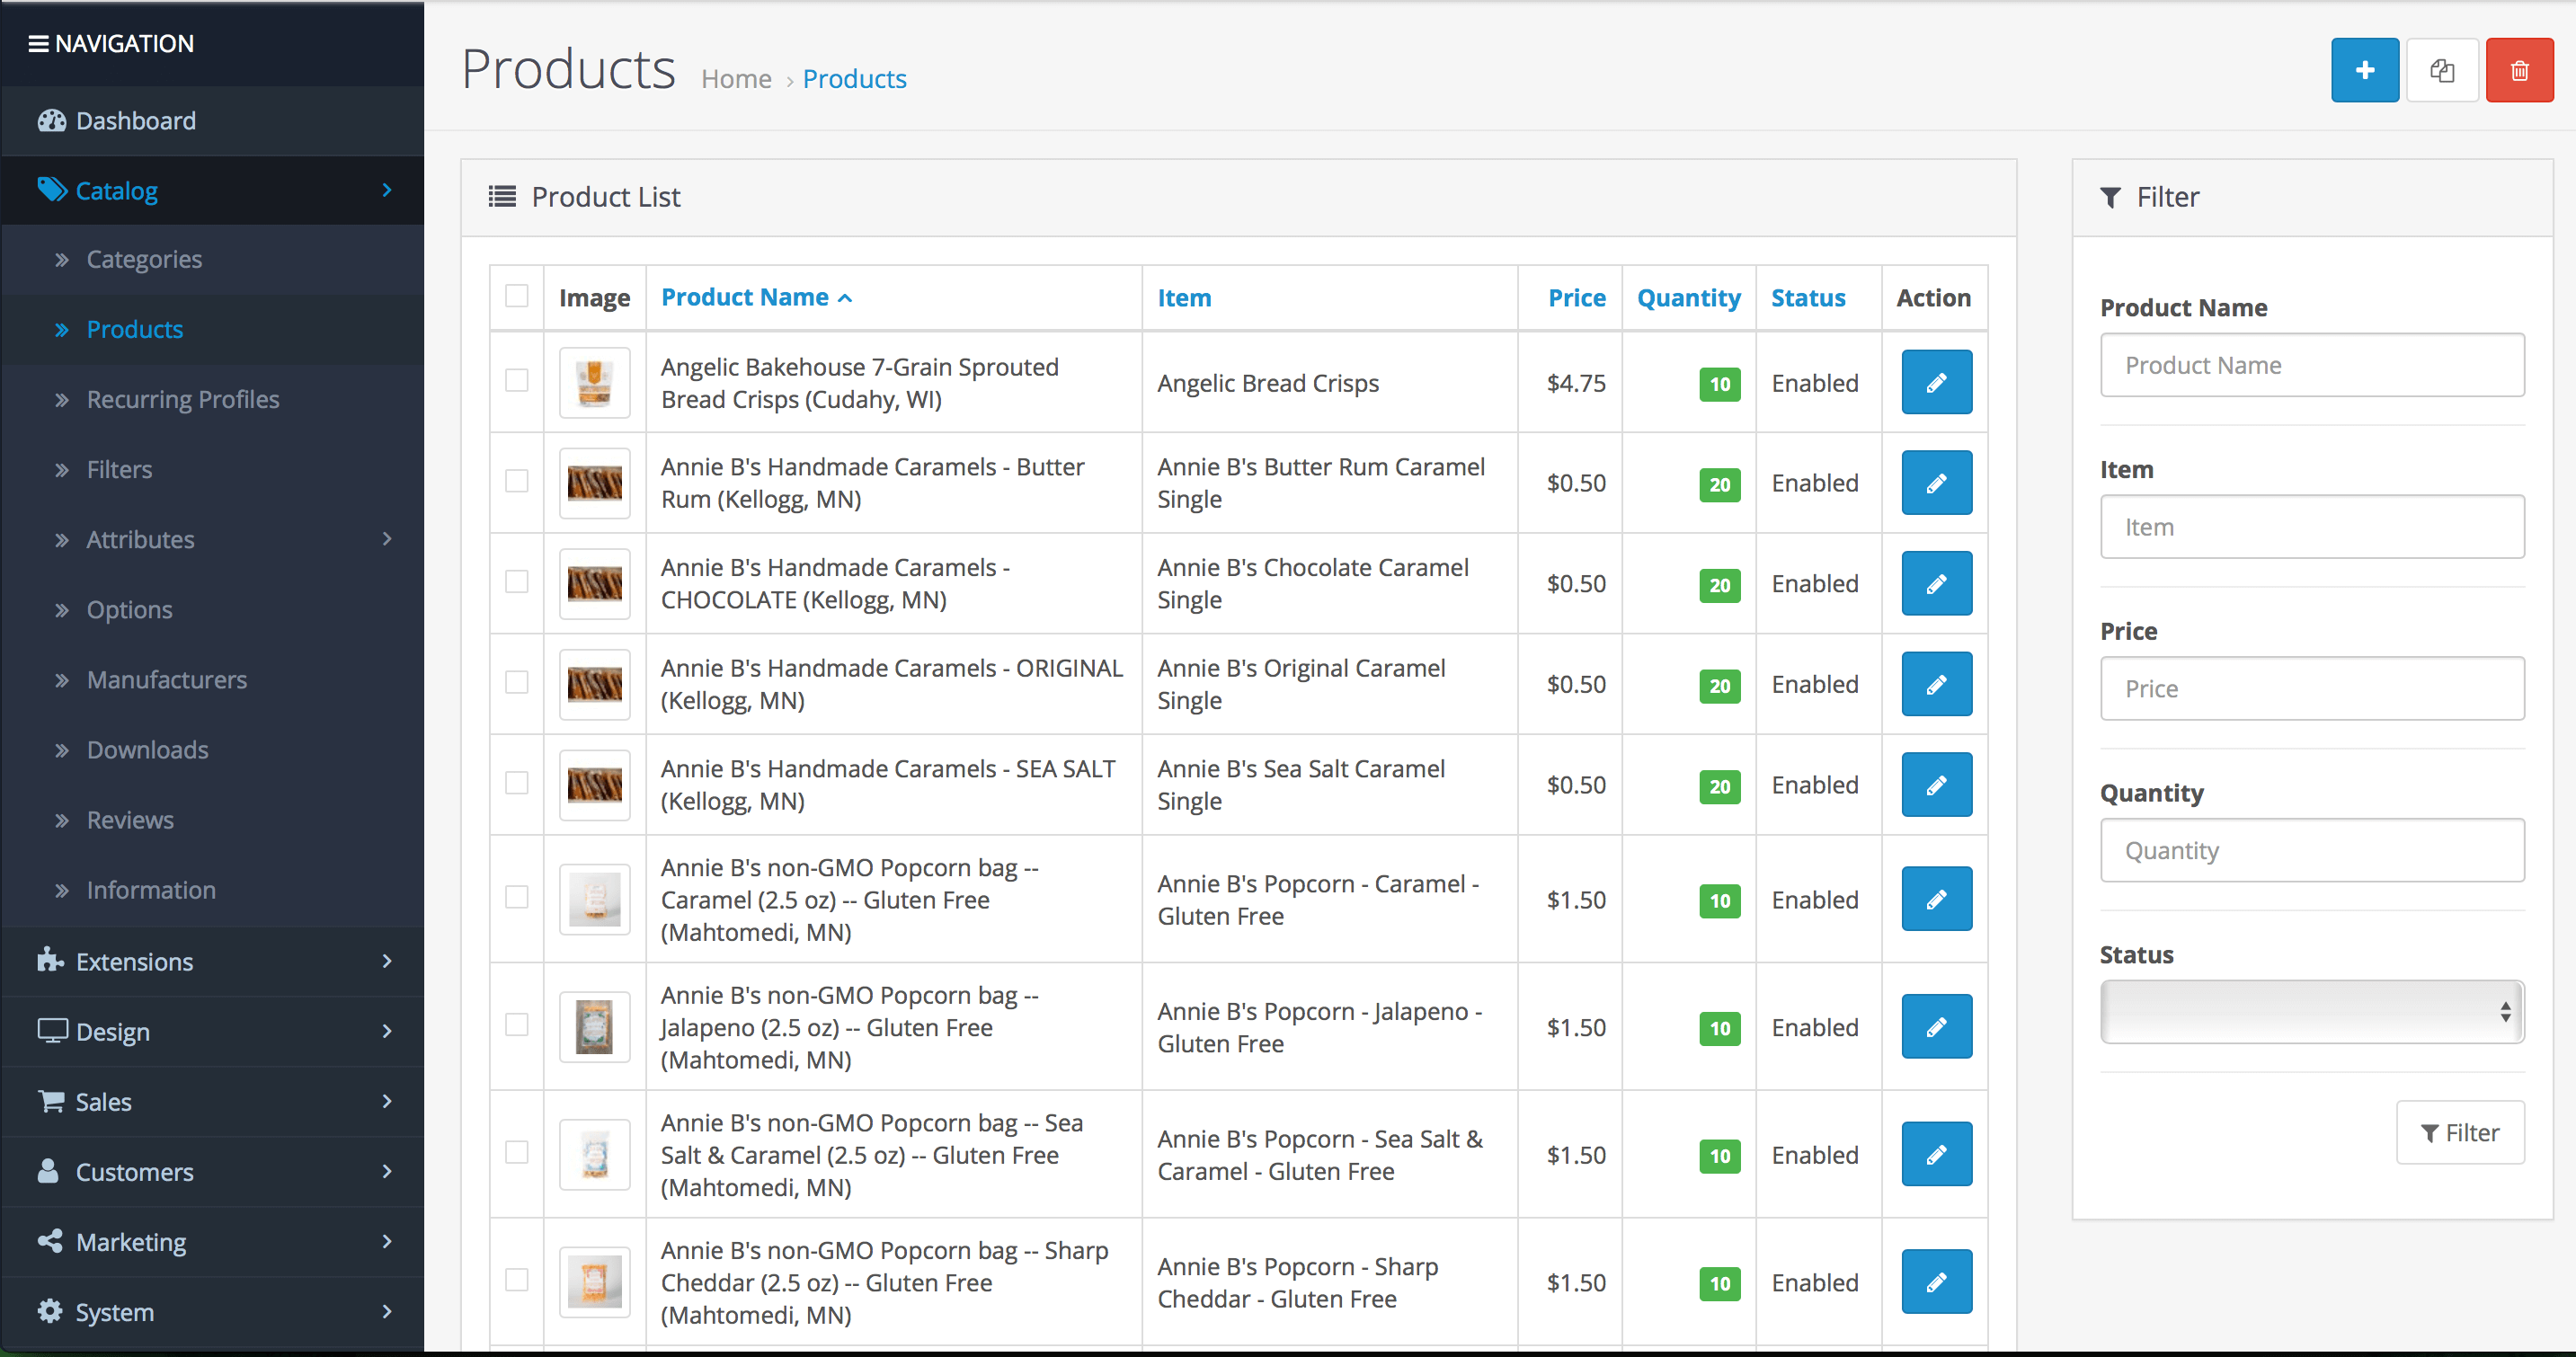 NAVIGATION
Dashboard
Catalog
Categories
Products
Recurring Profiles
Filters
Attributes
Options
Manufacturers
Downloads
Reviews
Information
Extensions
Design
Sales
Customers
Marketing
System
Products Home › Products
Product List
Image Product Name Item Price Quantity Status Action
Angelic Bakehouse 7-Grain Sprouted
Bread Crisps (Cudahy, WI)
Angelic Bread Crisps
$4.75 10 Enabled
Annie B's Handmade Caramels - Butter
Rum (Kellogg, MN)
Annie B's Butter Rum Caramel
Single
$0.50 20 Enabled
Annie B's Handmade Caramels -
CHOCOLATE (Kellogg, MN)
Annie B's Chocolate Caramel
Single
$0.50 20 Enabled
Annie B's Handmade Caramels - ORIGINAL
(Kellogg, MN)
Annie B's Original Caramel
Single
$0.50 20 Enabled
Annie B's Handmade Caramels - SEA SALT
(Kellogg, MN)
Annie B's Sea Salt Caramel
Single
$0.50 20 Enabled
Annie B's non-GMO Popcorn bag --
Caramel (2.5 oz) -- Gluten Free
(Mahtomedi, MN)
Annie B's Popcorn - Caramel -
Gluten Free
$1.50 10 Enabled
Annie B's non-GMO Popcorn bag --
Jalapeno (2.5 oz) -- Gluten Free
(Mahtomedi, MN)
Annie B's Popcorn - Jalapeno -
Gluten Free
$1.50 10 Enabled
Annie B's non-GMO Popcorn bag -- Sea
Salt & Caramel (2.5 oz) -- Gluten Free
(Mahtomedi, MN)
Annie B's Popcorn - Sea Salt &
Caramel - Gluten Free
$1.50 10 Enabled
Annie B's non-GMO Popcorn bag -- Sharp
Cheddar (2.5 oz) -- Gluten Free
(Mahtomedi, MN)
Annie B's Popcorn - Sharp
Cheddar - Gluten Free
$1.50 10 Enabled
Filter
Product Name
Product Name
Item
Item
Price
Price
Quantity
Quantity
Status
Filter